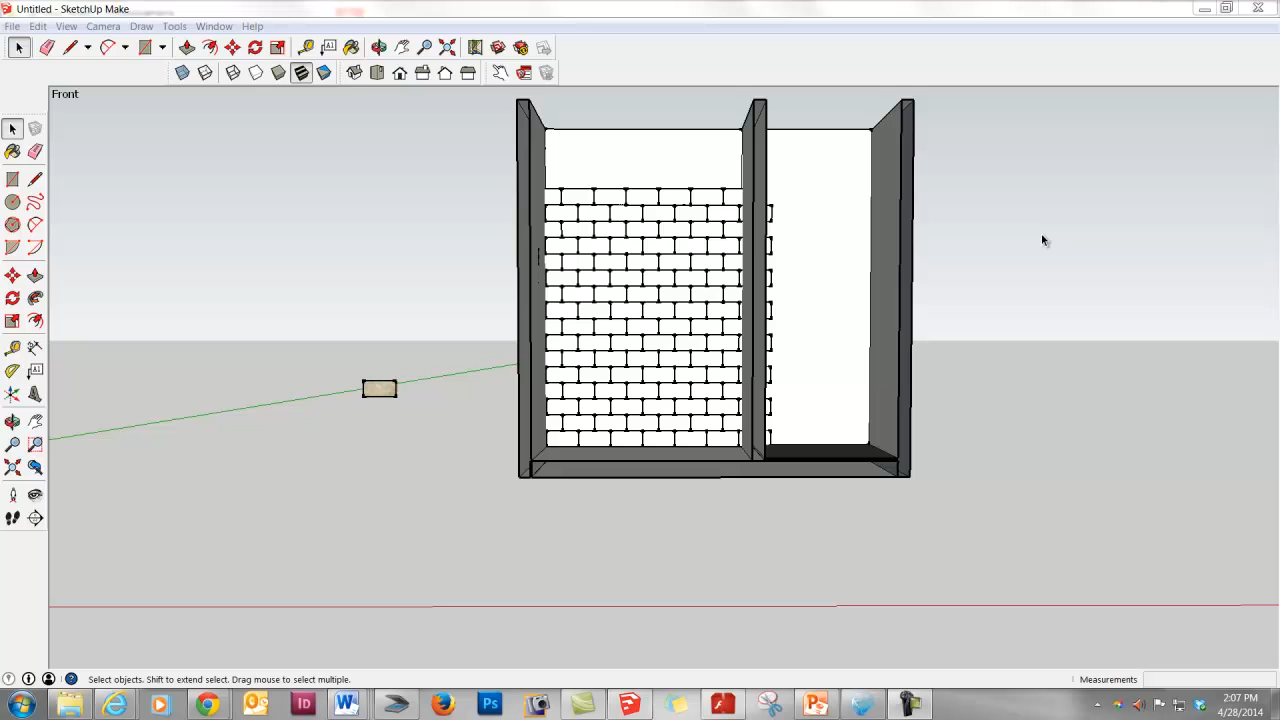 Untitled - SketchUp Make
File Edit View Camera Draw Tools Window Help
Front
Select objects. Shift to extend select. Drag mouse to select multiple.
Measurements
2:07 PM
4/28/2014